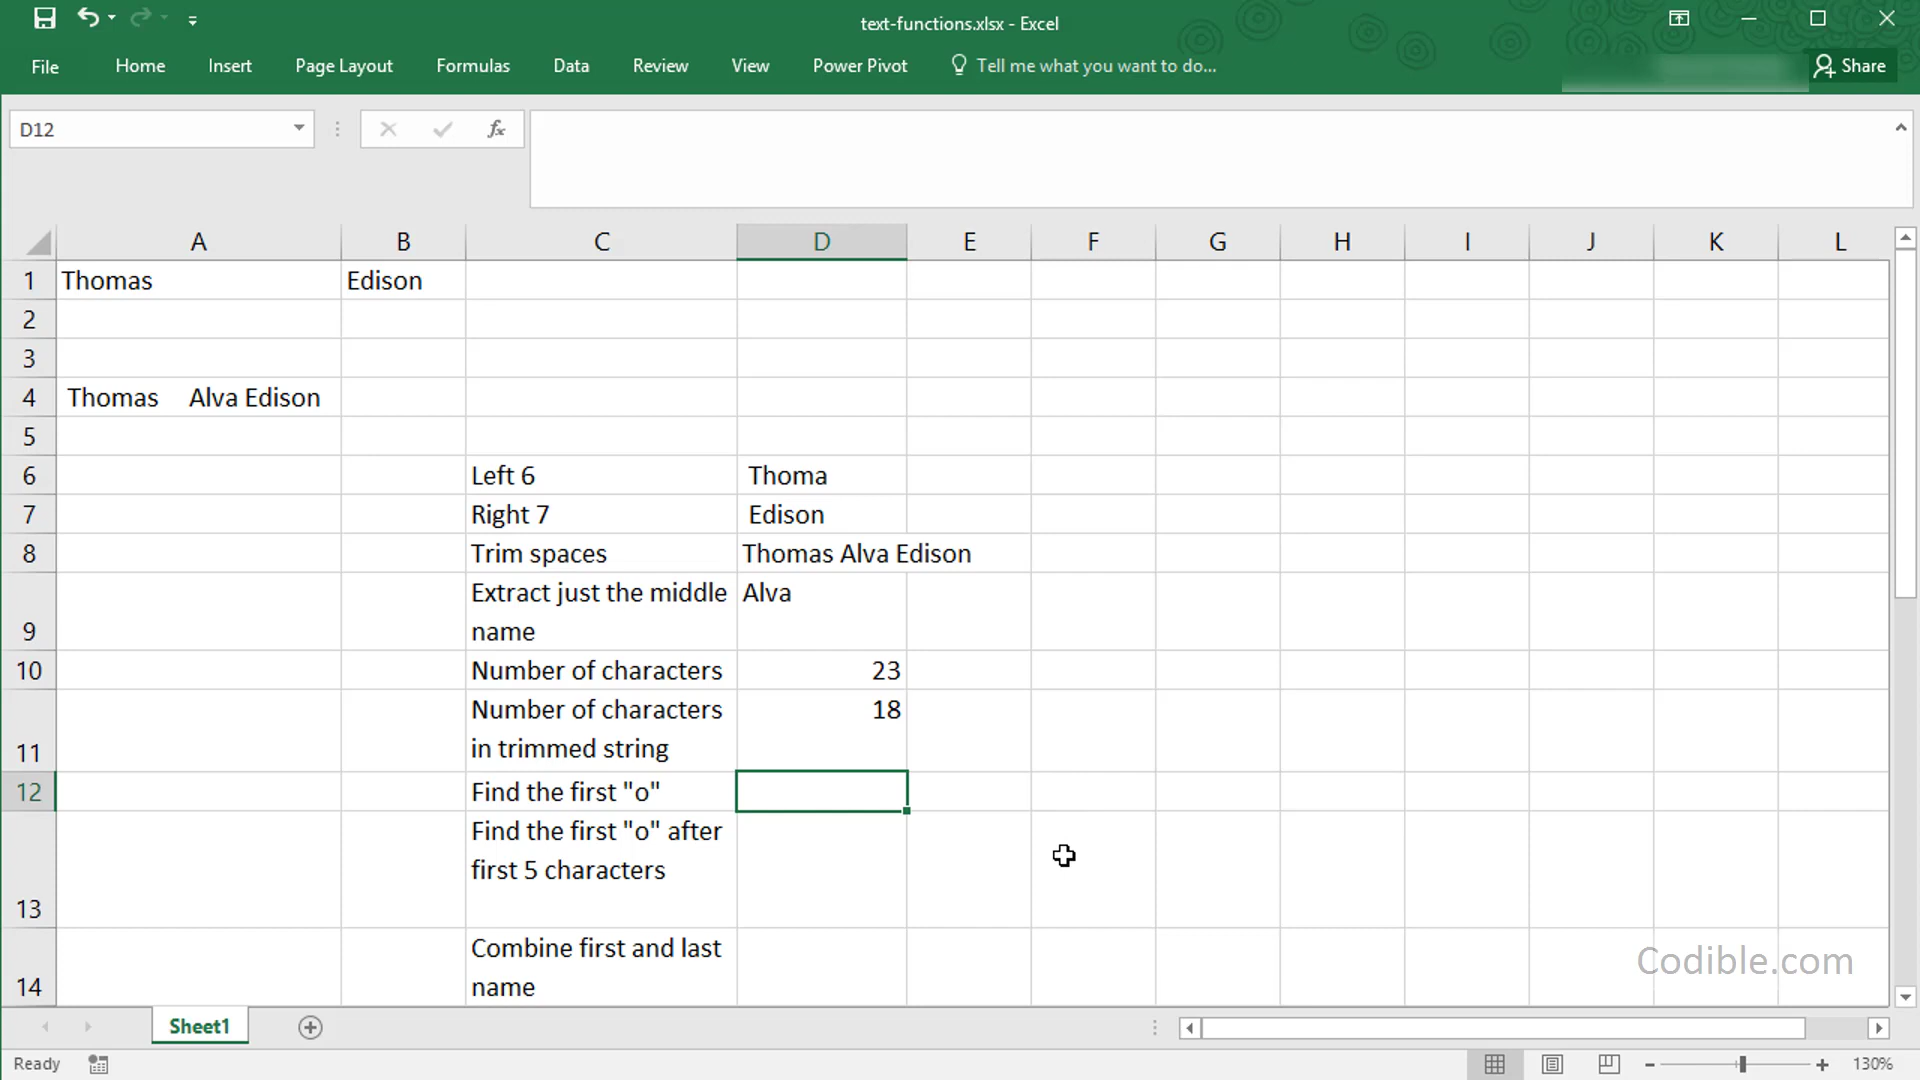 text-functions.xlsx - Excel
File Home Insert Page Layout Formulas Data Review View Power Pivot Tell me what you want to do... Share
D12 fx
A B C D E F G H I J K L
1 Thomas Edison
2
3
4 Thomas Alva Edison
5
6 Left 6 Thoma
7 Right 7 Edison
8 Trim spaces Thomas Alva Edison
Extract just the middle Alva
9 name
10 Number of characters 23
Number of characters 18
11 in trimmed string
12 Find the first "o"
Find the first "o" after
first 5 characters
13
Combine first and last
14 name
Codible.com
Sheet1
Ready 130%